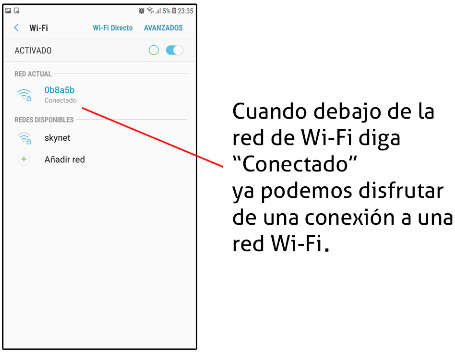 5% 23:35
Wi-Fi Wi-Fi Directo AVANZADOS
ACTIVADO
RED ACTUAL
0b8a5b
Conectado
REDES DISPONIBLES
skynet
Añadir red
Cuando debajo de la
red de Wi-Fi diga
“Conectado”
ya podemos disfrutar
de una conexión a una
red Wi-Fi.